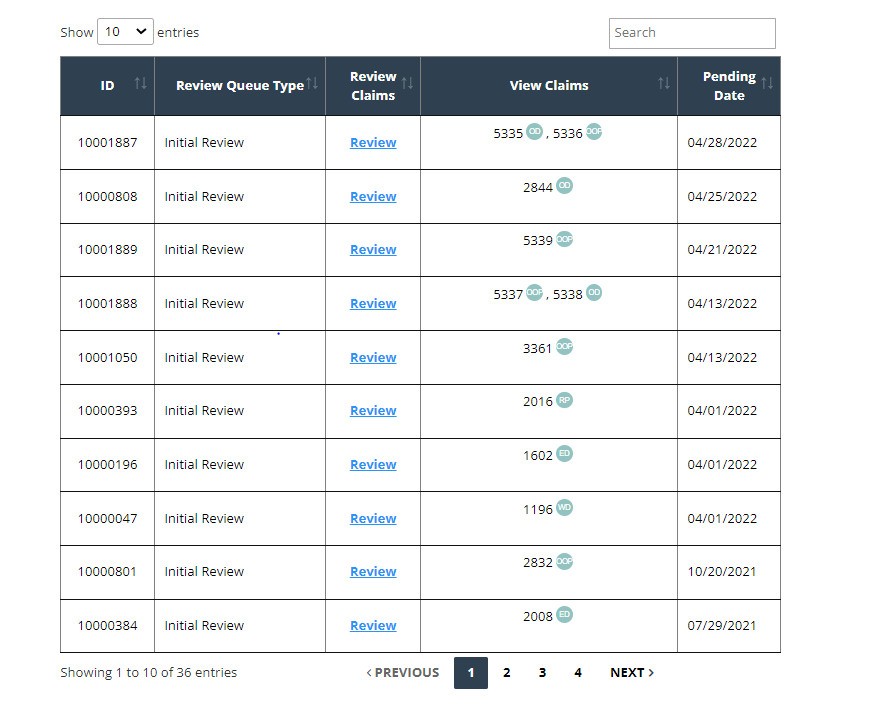 Show 10 entries Search
ID Review Queue Type Review Claims View Claims Pending Date
10001887 Initial Review Review 5335 OD , 5336 OOP 04/28/2022
10000808 Initial Review Review 2844 OD 04/25/2022
10001889 Initial Review Review 5339 OOP 04/21/2022
10001888 Initial Review Review 5337 OOP , 5338 OD 04/13/2022
10001050 Initial Review Review 3361 OOP 04/13/2022
10000393 Initial Review Review 2016 RP 04/01/2022
10000196 Initial Review Review 1602 ED 04/01/2022
10000047 Initial Review Review 1196 WD 04/01/2022
10000801 Initial Review Review 2832 OOP 10/20/2021
10000384 Initial Review Review 2008 ED 07/29/2021
Showing 1 to 10 of 36 entries ‹ PREVIOUS 1 2 3 4 NEXT ›